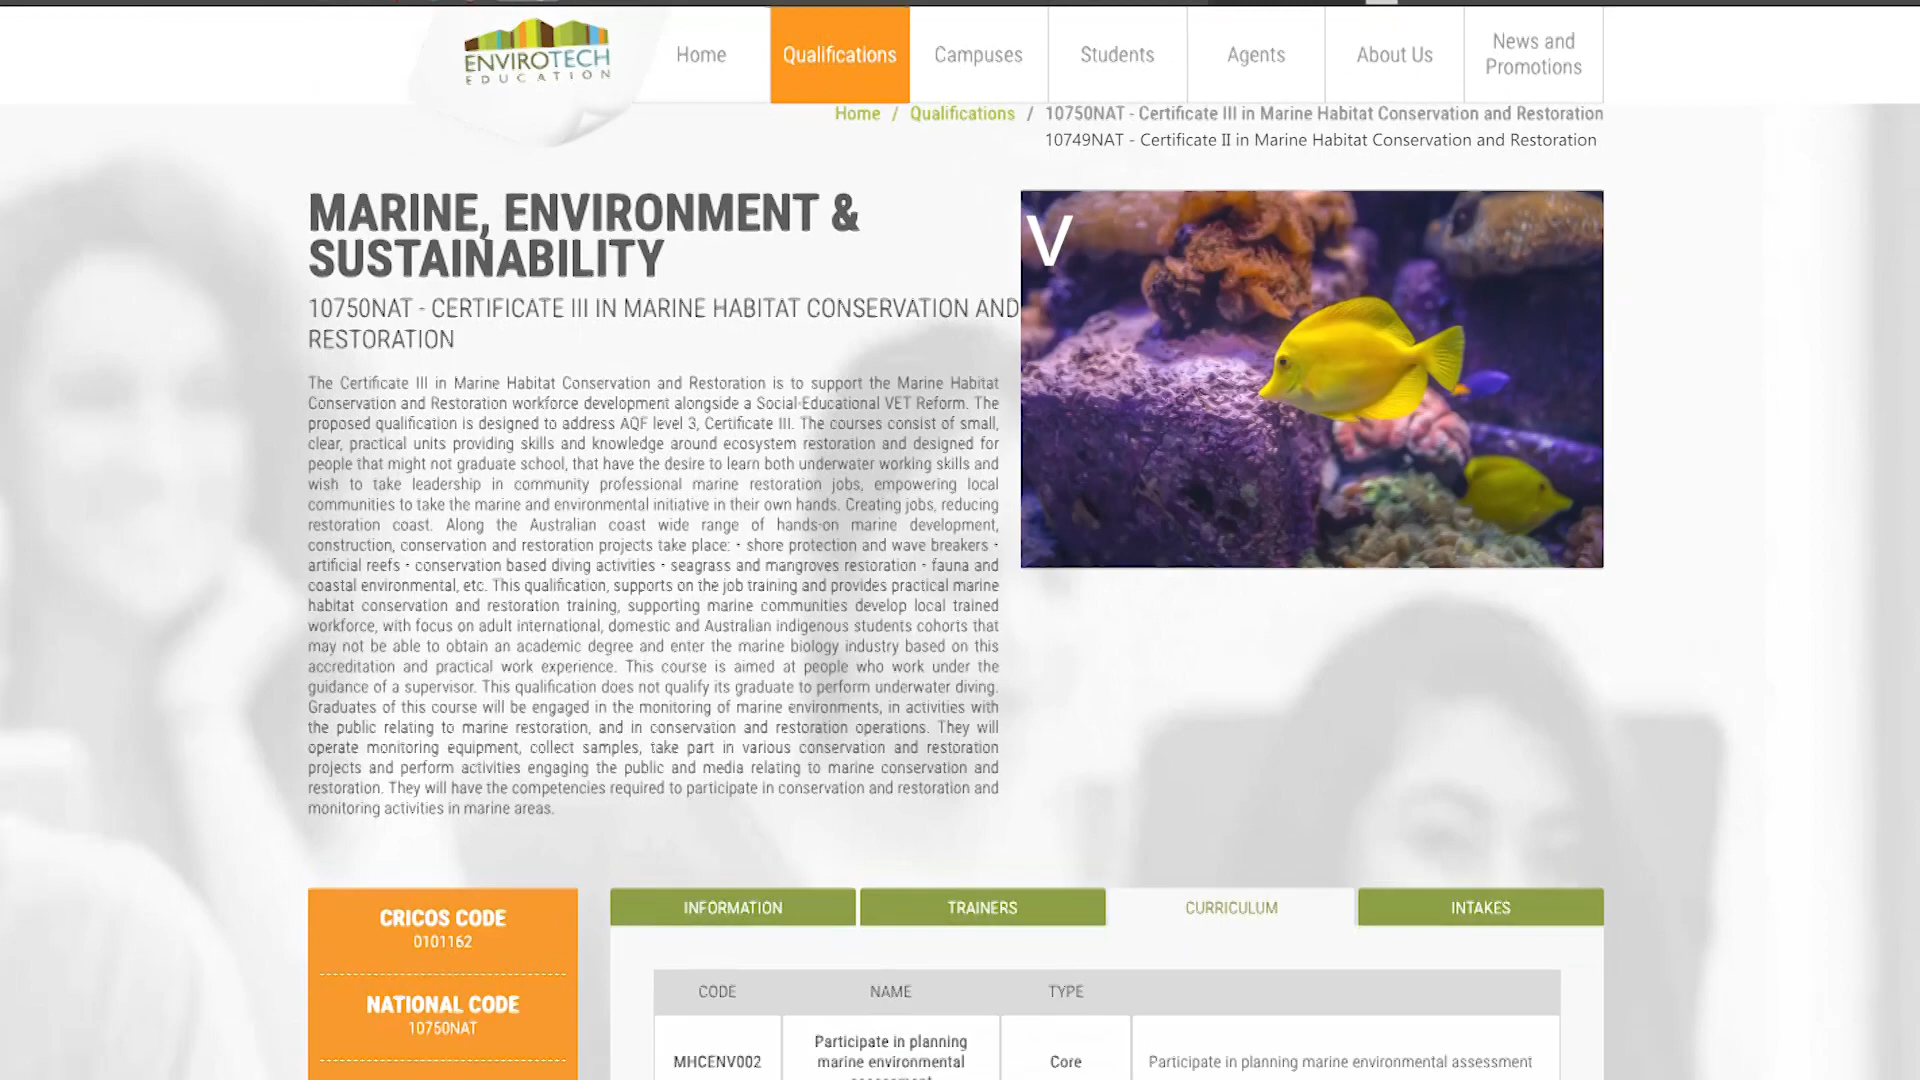 ENVIROTECH
EDUCATION
Home
Qualifications
Campuses
Students
Agents
About Us
News and
Promotions
Home / Qualifications / 10750NAT - Certificate III in Marine Habitat Conservation and Restoration
10749NAT - Certificate II in Marine Habitat Conservation and Restoration
MARINE, ENVIRONMENT &
SUSTAINABILITY
10750NAT - CERTIFICATE III IN MARINE HABITAT CONSERVATION AND
RESTORATION
The Certificate III in Marine Habitat Conservation and Restoration is to support the Marine Habitat
Conservation and Restoration workforce development alongside a Social-Educational VET Reform. The
proposed qualification is designed to address AQF level 3, Certificate III. The courses consist of small,
clear, practical units providing skills and knowledge around ecosystem restoration and designed for
people that might not graduate school, that have the desire to learn both underwater working skills and
wish to take leadership in community professional marine restoration jobs, empowering local
communities to take the marine and environmental initiative in their own hands. Creating jobs, reducing
restoration coast. Along the Australian coast wide range of hands-on marine development,
construction, conservation and restoration projects take place: • shore protection and wave breakers •
artificial reefs • conservation based diving activities • seagrass and mangroves restoration • fauna and
coastal environmental, etc. This qualification, supports on the job training and provides practical marine
habitat conservation and restoration training, supporting marine communities develop local trained
workforce, with focus on adult international, domestic and Australian indigenous students cohorts that
may not be able to obtain an academic degree and enter the marine biology industry based on this
accreditation and practical work experience. This course is aimed at people who work under the
guidance of a supervisor. This qualification does not qualify its graduate to perform underwater diving.
Graduates of this course will be engaged in the monitoring of marine environments, in activities with
the public relating to marine restoration, and in conservation and restoration operations. They will
operate monitoring equipment, collect samples, take part in various conservation and restoration
projects and perform activities engaging the public and media relating to marine conservation and
restoration. They will have the competencies required to participate in conservation and restoration and
monitoring activities in marine areas.
V
CRICOS CODE
0101162
NATIONAL CODE
10750NAT
INFORMATION
TRAINERS
CURRICULUM
INTAKES
CODE
NAME
TYPE
MHCENV002
Participate in planning
marine environmental
Core
Participate in planning marine environmental assessment